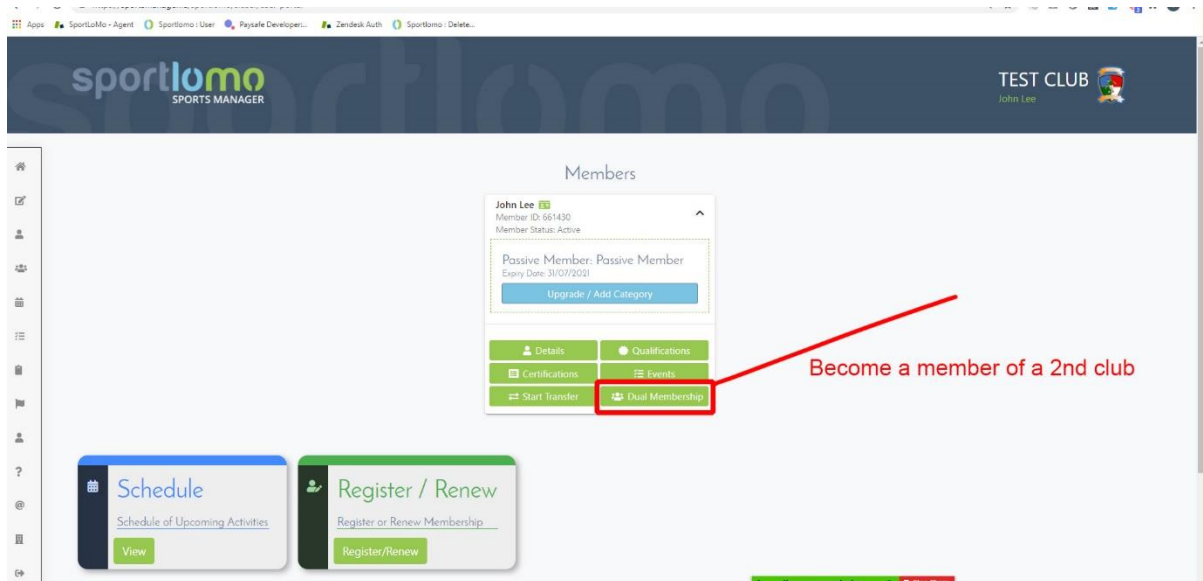 Apps SportLoMo - Agent Sportlomo : User Paysafe Developer... Zendesk Auth Sportlomo : Delete...
sportlomo
SPORTS MANAGER
TEST CLUB
John Lee
Members
John Lee
Member ID: 661430
Member Status: Active
Passive Member: Passive Member
Expiry Date: 31/07/2021
Upgrade / Add Category
Details Qualifications
Certifications Events
Start Transfer Dual Membership
Become a member of a 2nd club
Schedule
Schedule of Upcoming Activities
View
Register / Renew
Register or Renew Membership
Register/Renew